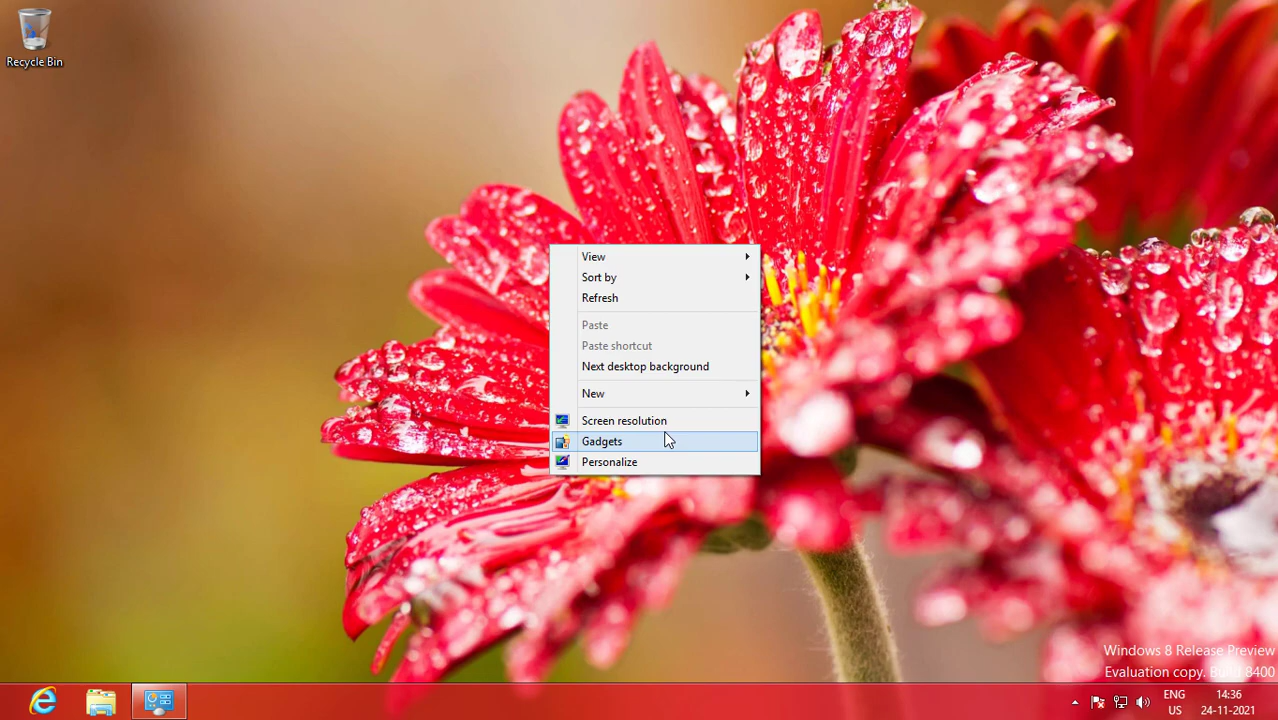 Recycle Bin
View
Sort by
Refresh
Paste
Paste shortcut
Next desktop background
New
Screen resolution
Gadgets
Personalize
Windows 8 Release Preview
Evaluation copy. Build 8400
ENG
US
14:36
24-11-2021